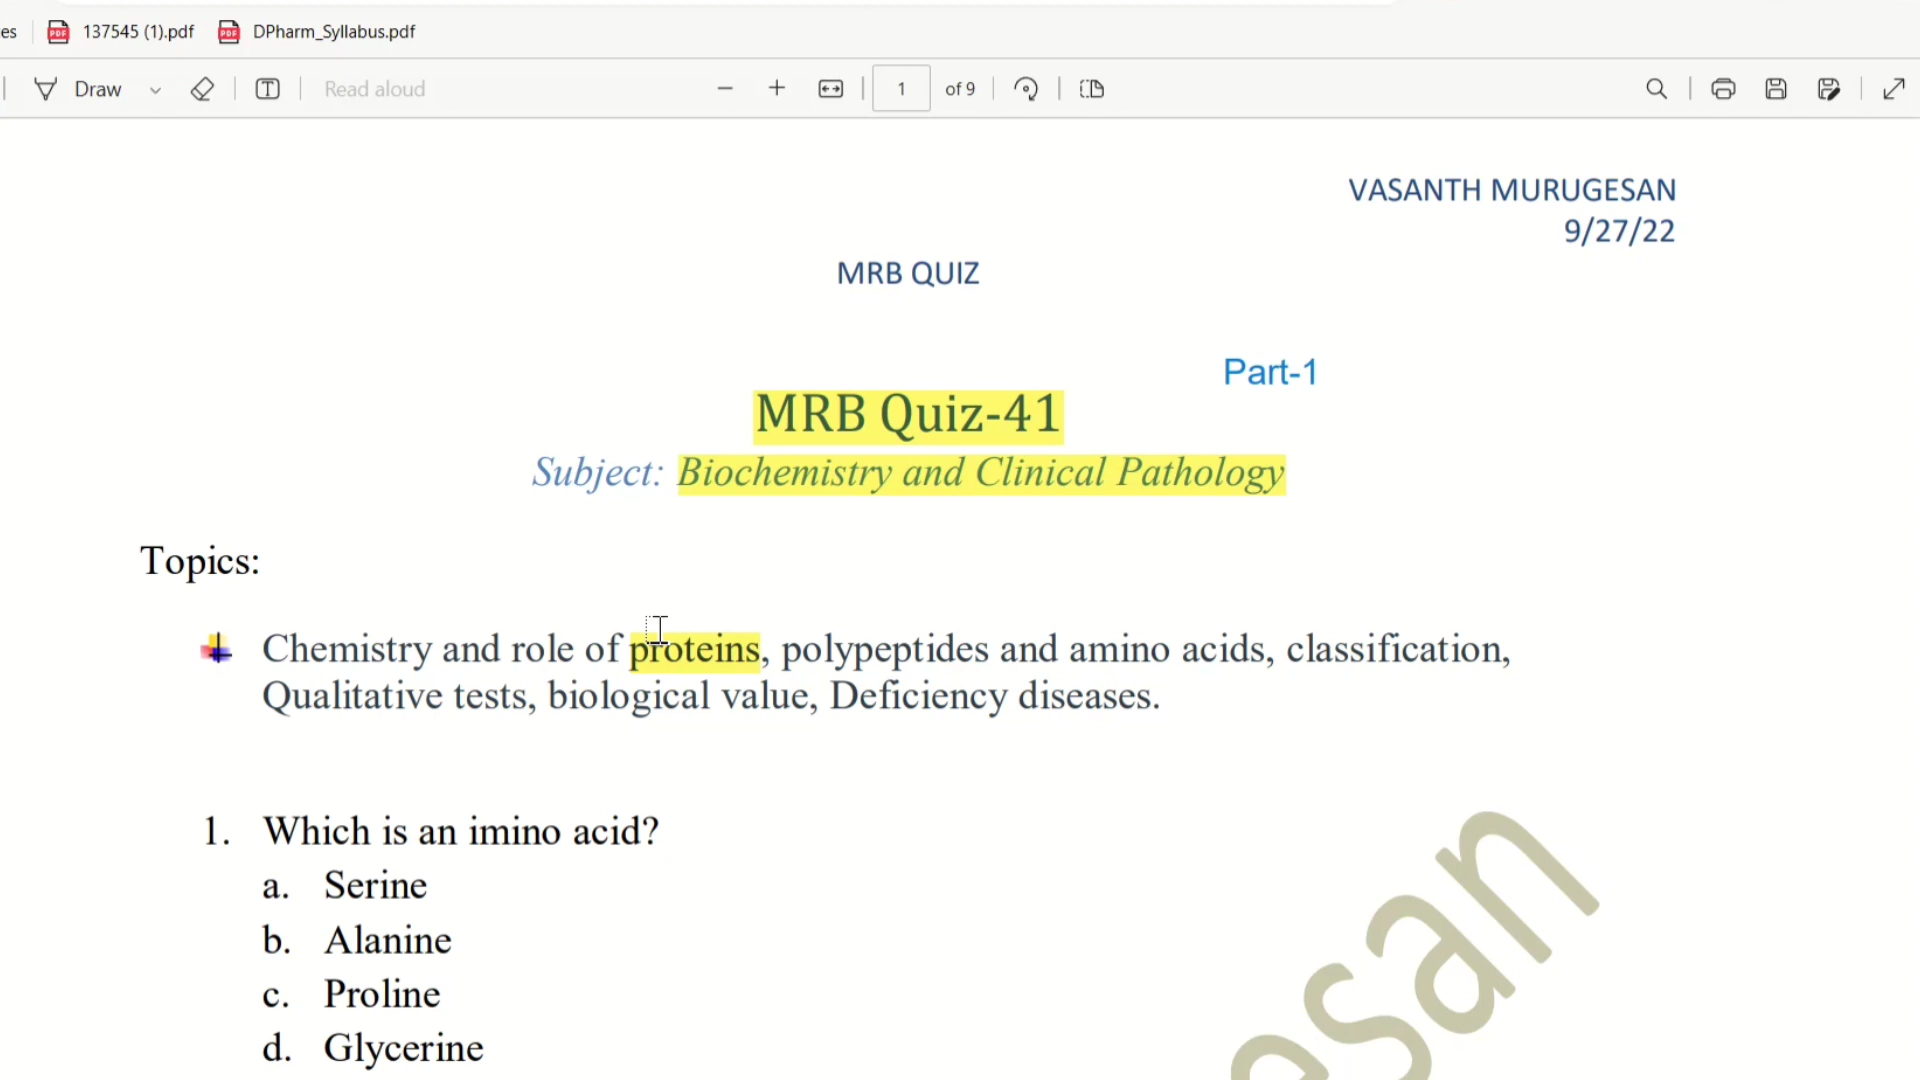 es 137545 (1).pdf DPharm_Syllabus.pdf
Draw T Read aloud 1 of 9
VASANTH MURUGESAN
9/27/22
MRB QUIZ
Part-1
MRB Quiz-41
Subject: Biochemistry and Clinical Pathology
Topics:
Chemistry and role of proteins, polypeptides and amino acids, classification,
Qualitative tests, biological value, Deficiency diseases.
1. Which is an imino acid?
a. Serine
b. Alanine
c. Proline
d. Glycerine
esan